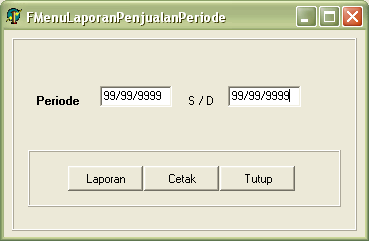 FMenuLaporanPenjualanPeriode
Periode 99/99/9999 S / D 99/99/9999
Laporan Cetak Tutup